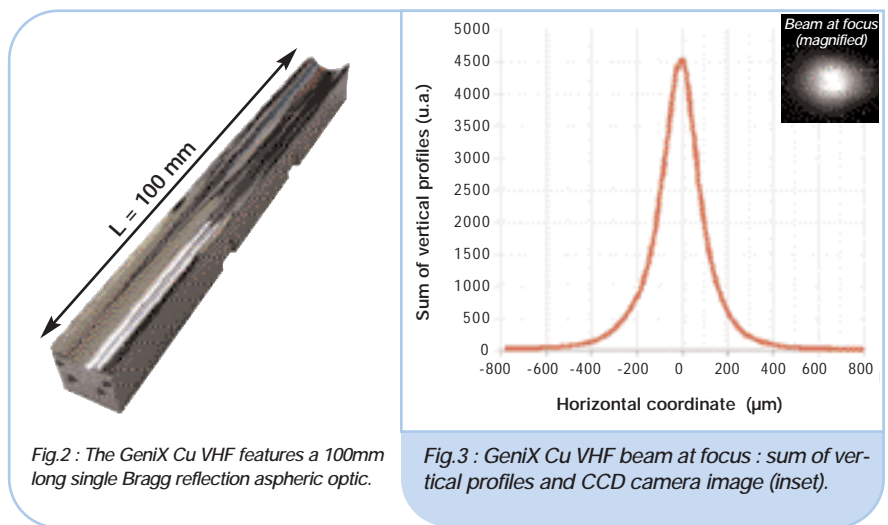 L = 100 mm
Fig.2 : The GeniX Cu VHF features a 100mm
long single Bragg reflection aspheric optic.
Beam at focus
(magnified)
Sum of vertical profiles (u.a.)
5000
4500
4000
3500
3000
2500
2000
1500
1000
500
0
-800 -600 -400 -200 0 200 400 600 800
Horizontal coordinate (µm)
Fig.3 : GeniX Cu VHF beam at focus : sum of ver-
tical profiles and CCD camera image (inset).